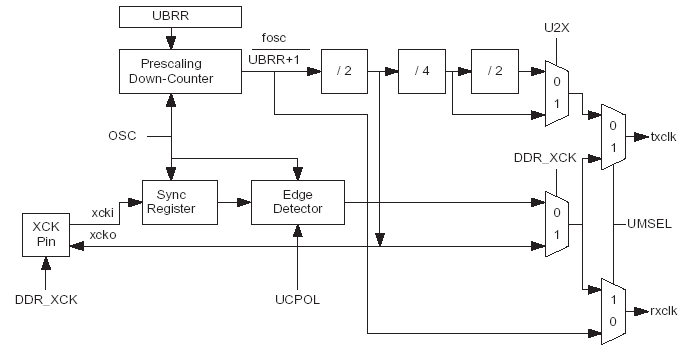 UBRR
fosc
U2X
Prescaling
Down-Counter
UBRR+1
/ 2
/ 4
/ 2
0
1
OSC
0
1
txclk
DDR_XCK
Sync
Register
Edge
Detector
0
1
xcki
XCK
Pin
xcko
UMSEL
DDR_XCK
UCPOL
1
0
rxclk